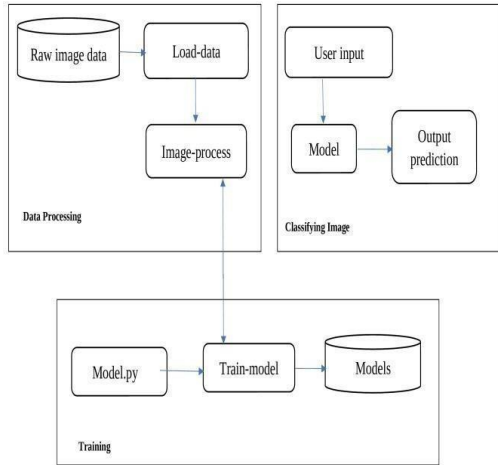 Raw image data
Load-data
Image-process
Data Processing
User input
Model
Output
prediction
Classifying Image
Model.py
Train-model
Models
Training